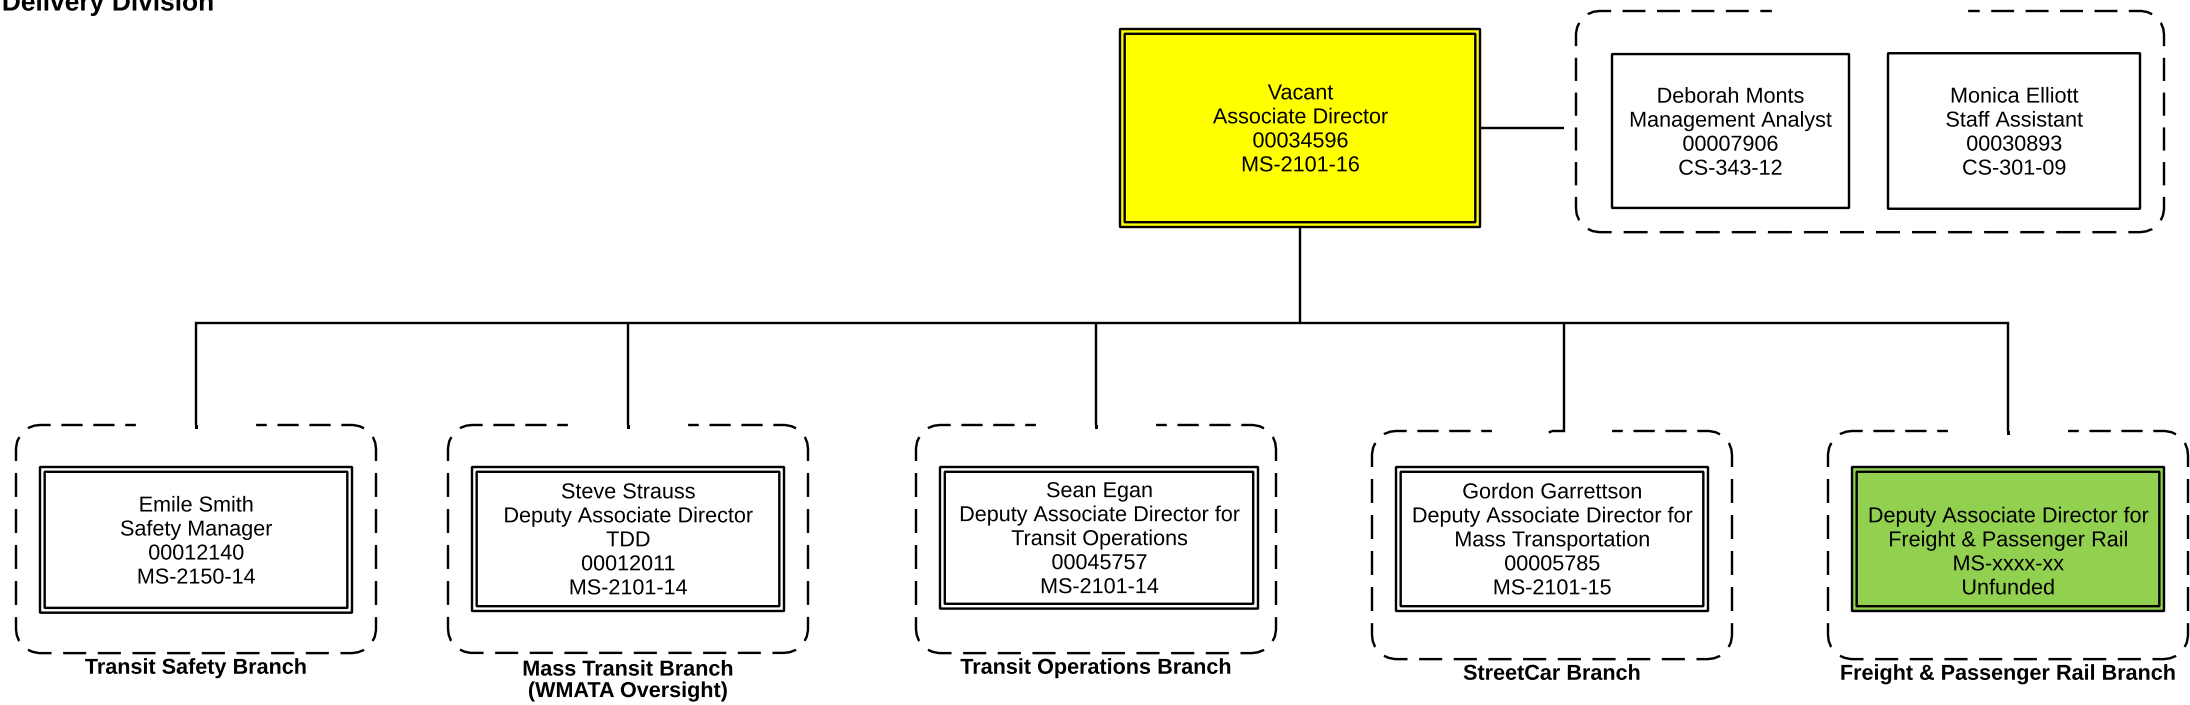 Delivery Division
Vacant
Associate Director
00034596
MS-2101-16
Deborah Monts
Management Analyst
00007906
CS-343-12
Monica Elliott
Staff Assistant
00030893
CS-301-09
Emile Smith
Safety Manager
00012140
MS-2150-14
Transit Safety Branch
Steve Strauss
Deputy Associate Director
TDD
00012011
MS-2101-14
Mass Transit Branch
(WMATA Oversight)
Sean Egan
Deputy Associate Director for
Transit Operations
00045757
MS-2101-14
Transit Operations Branch
Gordon Garrettson
Deputy Associate Director for
Mass Transportation
00005785
MS-2101-15
StreetCar Branch
Deputy Associate Director for
Freight & Passenger Rail
MS-xxxx-xx
Unfunded
Freight & Passenger Rail Branch